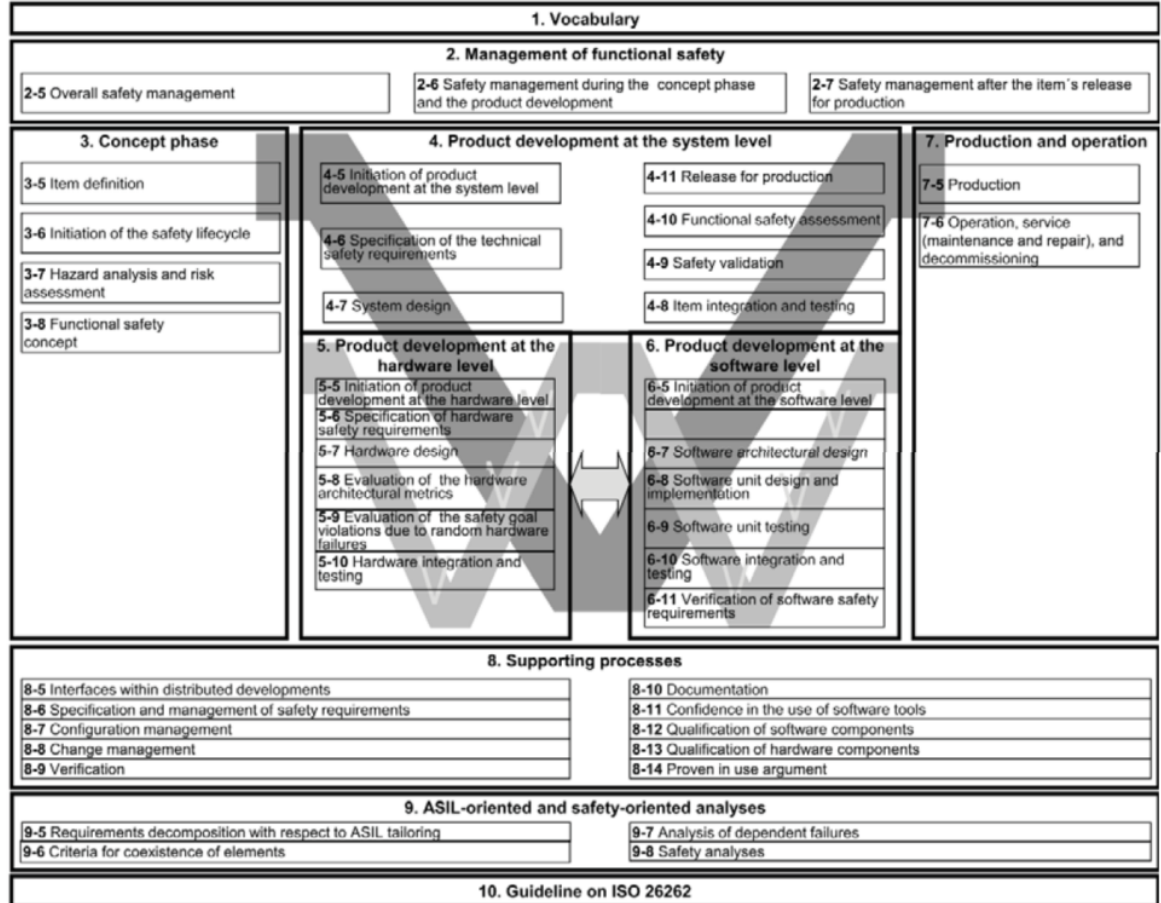 1. Vocabulary
2. Management of functional safety
2-5 Overall safety management
2-6 Safety management during the concept phase
and the product development
2-7 Safety management after the item´s release
for production
3. Concept phase
3-5 Item definition
3-6 Initiation of the safety lifecycle
3-7 Hazard analysis and risk
assessment
3-8 Functional safety
concept
4. Product development at the system level
4-5 Initiation of product
development at the system level
4-6 Specification of the technical
safety requirements
4-7 System design
4-11 Release for production
4-10 Functional safety assessment
4-9 Safety validation
4-8 Item integration and testing
7. Production and operation
7-5 Production
7-6 Operation, service
(maintenance and repair), and
decommissioning
5. Product development at the
hardware level
5-5 Initiation of product
development at the hardware level
5-6 Specification of hardware
safety requirements
5-7 Hardware design
5-8 Evaluation of the hardware
architectural metrics
5-9 Evaluation of the safety goal
violations due to random hardware
failures
5-10 Hardware integration and
testing
6. Product development at the
software level
6-5 Initiation of product
development at the software level
6-7 Software architectural design
6-8 Software unit design and
implementation
6-9 Software unit testing
6-10 Software integration and
testing
6-11 Verification of software safety
requirements
8. Supporting processes
8-5 Interfaces within distributed developments
8-6 Specification and management of safety requirements
8-7 Configuration management
8-8 Change management
8-9 Verification
8-10 Documentation
8-11 Confidence in the use of software tools
8-12 Qualification of software components
8-13 Qualification of hardware components
8-14 Proven in use argument
9. ASIL-oriented and safety-oriented analyses
9-5 Requirements decomposition with respect to ASIL tailoring
9-6 Criteria for coexistence of elements
9-7 Analysis of dependent failures
9-8 Safety analyses
10. Guideline on ISO 26262